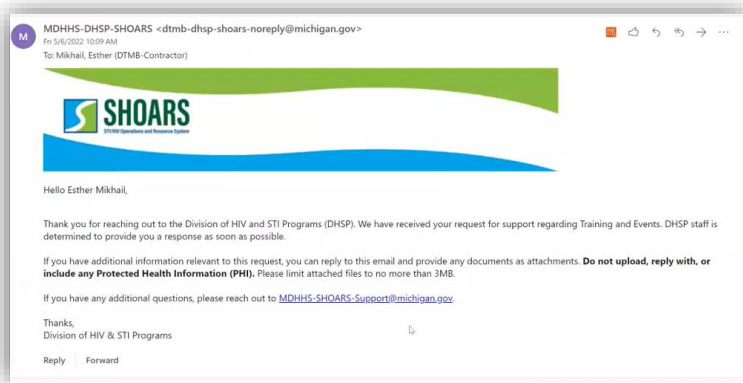 M
MDHHS-DHSP-SHOARS <dtmb-dhsp-shoars-noreply@michigan.gov>
Fri 5/6/2022 10:09 AM
To: Mikhail, Esther (DTMB-Contractor)
SHOARS
STI/HIV Operations and Resource System
Hello Esther Mikhail,
Thank you for reaching out to the Division of HIV and STI Programs (DHSP). We have received your request for support regarding Training and Events. DHSP staff is
determined to provide you a response as soon as possible.
If you have additional information relevant to this request, you can reply to this email and provide any documents as attachments. Do not upload, reply with, or
include any Protected Health Information (PHI). Please limit attached files to no more than 3MB.
If you have any additional questions, please reach out to MDHHS-SHOARS-Support@michigan.gov.
Thanks,
Division of HIV & STI Programs
Reply Forward